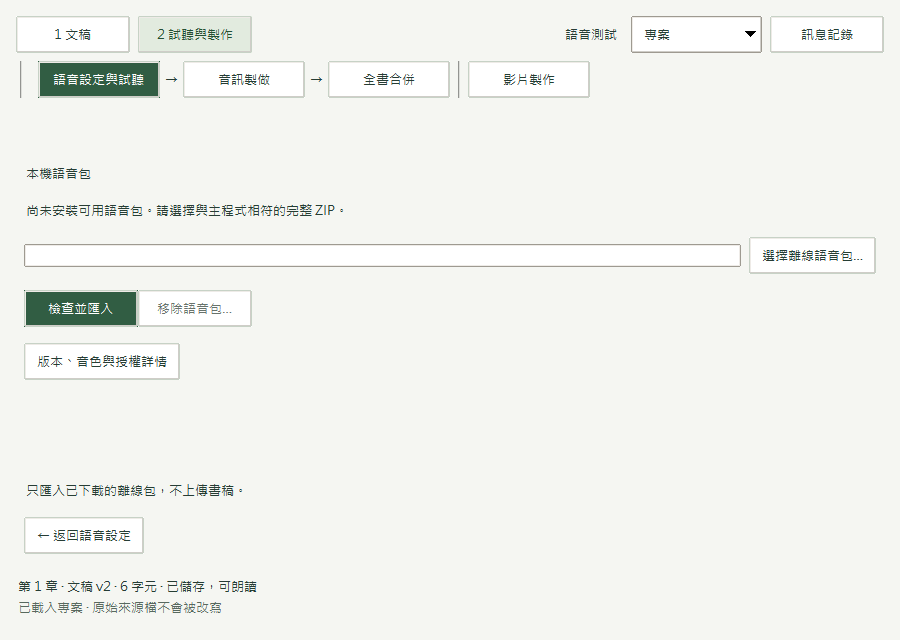 1 文稿
2 試聽與製作
語音測試
專案
訊息記錄
語音設定與試聽
→
音訊製做
→
全書合併
影片製作
本機語音包
尚未安裝可用語音包。請選擇與主程式相符的完整 ZIP。
選擇離線語音包...
檢查並匯入
移除語音包...
版本、音色與授權詳情
只匯入已下載的離線包，不上傳書稿。
← 返回語音設定
第 1 章 · 文稿 v2 · 6 字元 · 已儲存，可朗讀
已載入專案 · 原始來源檔不會被改寫